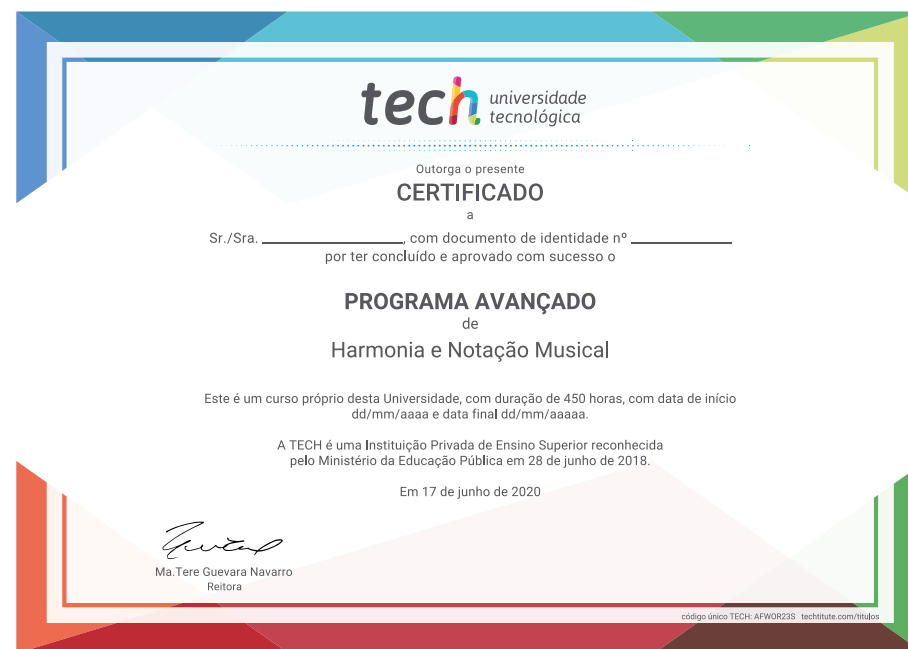 tech universidade
tecnológica
Outorga o presente
CERTIFICADO
a
Sr./Sra. ________________, com documento de identidade nº ____________
por ter concluído e aprovado com sucesso o
PROGRAMA AVANÇADO
de
Harmonia e Notação Musical
Este é um curso próprio desta Universidade, com duração de 450 horas, com data de início
dd/mm/aaaa e data final dd/mm/aaaaa.
A TECH é uma Instituição Privada de Ensino Superior reconhecida
pelo Ministério da Educação Pública em 28 de junho de 2018.
Em 17 de junho de 2020
Ma.Tere Guevara Navarro
Reitora
código único TECH: AFWOR23S techtitute.com/titulos